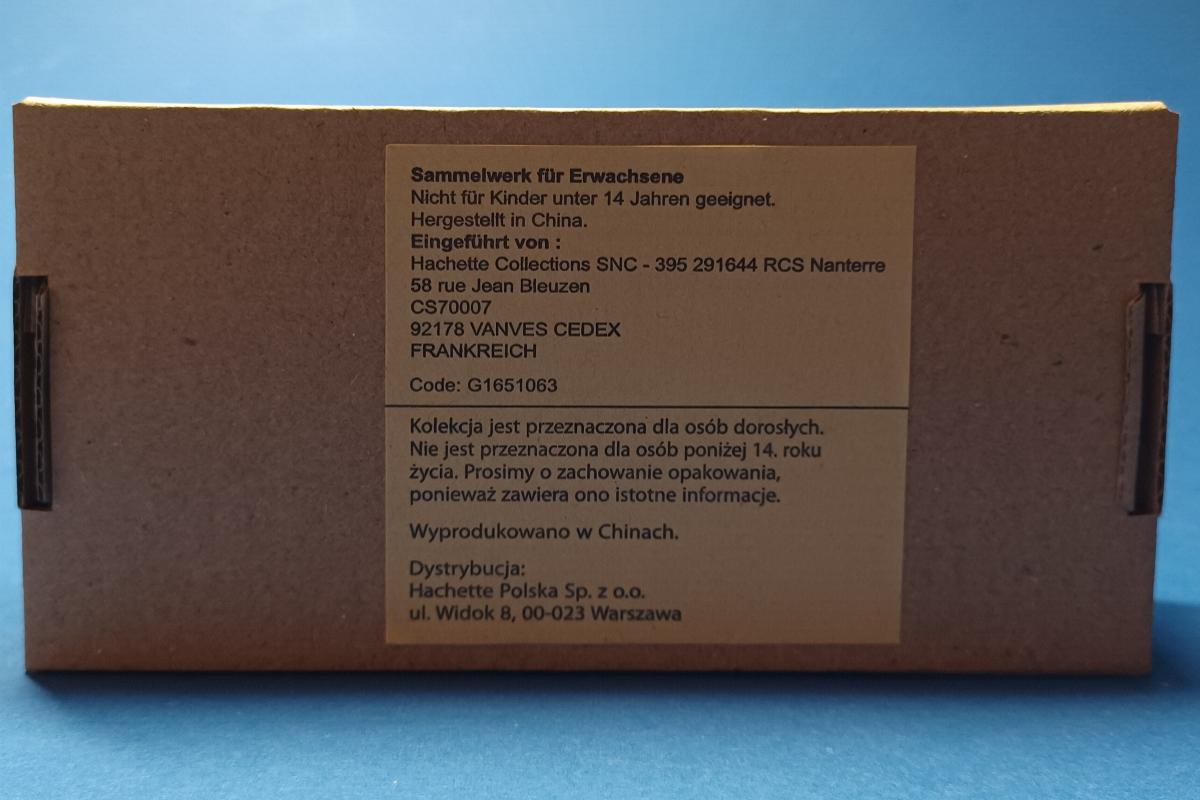 Sammelwerk für Erwachsene
Nicht für Kinder unter 14 Jahren geeignet.
Hergestellt in China.
Eingeführt von :
Hachette Collections SNC - 395 291644 RCS Nanterre
58 rue Jean Bleuzen
CS70007
92178 VANVES CEDEX
FRANKREICH
Code: G1651063
Kolekcja jest przeznaczona dla osób dorosłych.
Nie jest przeznaczona dla osób poniżej 14. roku
życia. Prosimy o zachowanie opakowania,
ponieważ zawiera ono istotne informacje.
Wyprodukowano w Chinach.
Dystrybucja:
Hachette Polska Sp. z o.o.
ul. Widok 8, 00-023 Warszawa